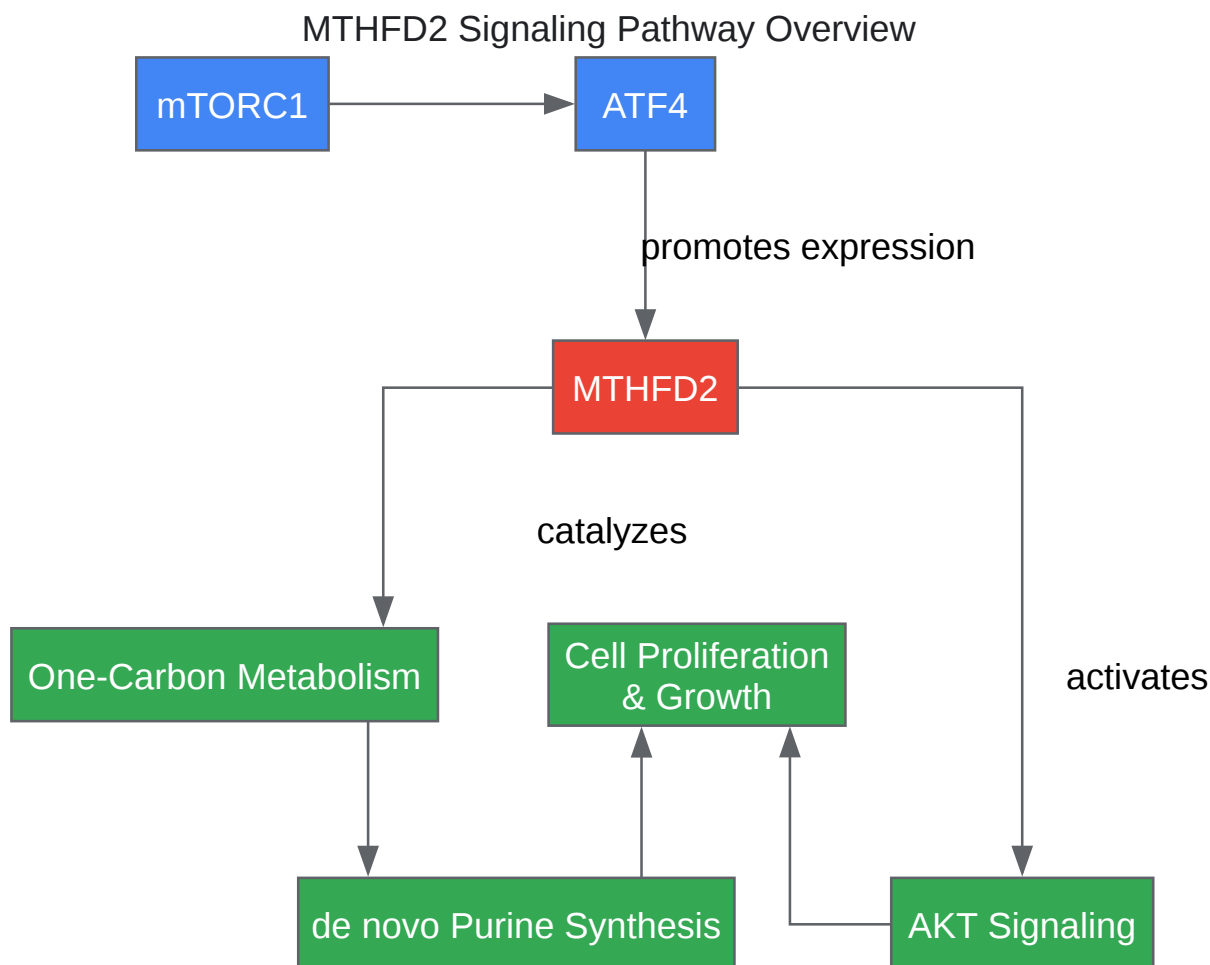 MTHFD2 Signaling Pathway Overview
mTORC1
ATF4
promotes expression
MTHFD2
catalyzes
One-Carbon Metabolism
Cell Proliferation
& Growth
activates
de novo Purine Synthesis
AKT Signaling